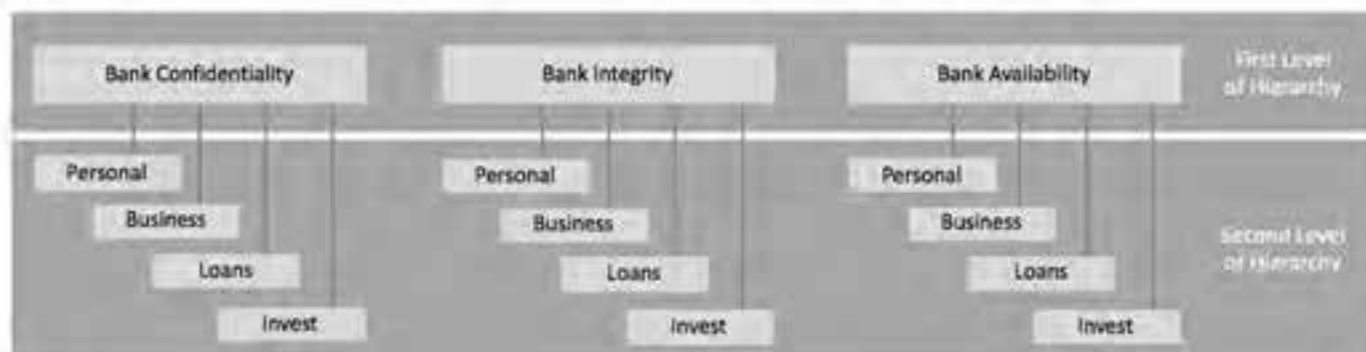 Bank Confidentiality
Bank Integrity
Bank Availability
First Level
of Hierarchy
Personal
Business
Loans
Invest
Personal
Business
Loans
Invest
Personal
Business
Loans
Invest
Second Level
of Hierarchy